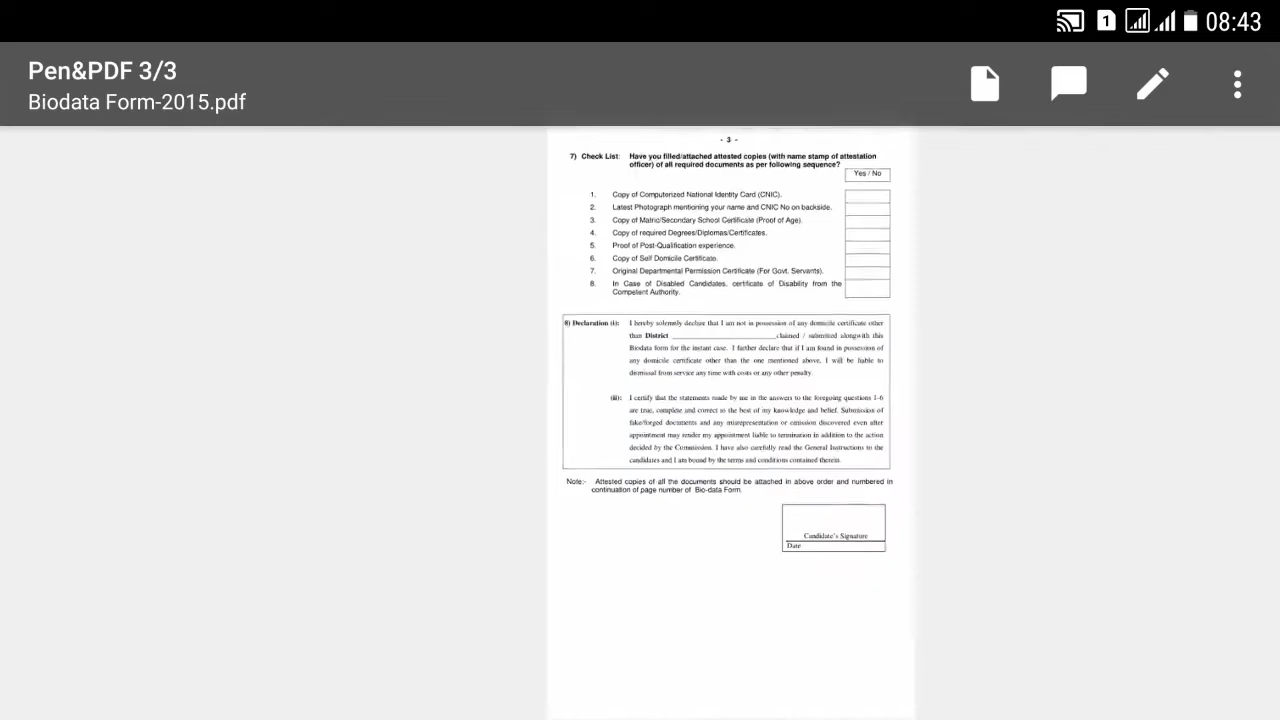 1
08:43
Pen&PDF 3/3
Biodata Form-2015.pdf
- 3 -
7) Check List: Have you filled/attached attested copies (with name stamp of attestation
officer) of all required documents as per following sequence?
Yes / No
1. Copy of Computerized National Identity Card (CNIC).
2. Latest Photograph mentioning your name and CNIC No on backside.
3. Copy of Matric/Secondary School Certificate (Proof of Age).
4. Copy of required Degrees/Diplomas/Certificates.
5. Proof of Post-Qualification experience.
6. Copy of Self Domicile Certificate.
7. Original Departmental Permission Certificate (For Govt. Servants).
8. In Case of Disabled Candidates, certificate of Disability from the
Competent Authority.
8) Declaration (i): I hereby solemnly declare that I am not in possession of any domicile certificate other
than District ____________________________claimed / submitted alongwith this
Biodata form for the instant case. I further declare that if I am found in possession of
any domicile certificate other than the one mentioned above, I will be liable to
dismissal from service any time with costs or any other penalty.
(ii): I certify that the statements made by me in the answers to the foregoing questions 1-6
are true, complete and correct to the best of my knowledge and belief. Submission of
fake/forged documents and any misrepresentation or omission discovered even after
appointment may render my appointment liable to termination in addition to the action
decided by the Commission. I have also carefully read the General Instructions to the
candidates and I am bound by the terms and conditions contained therein.
Note:- Attested copies of all the documents should be attached in above order and numbered in
continuation of page number of Bio-data Form.
Candidate's Signature
Date